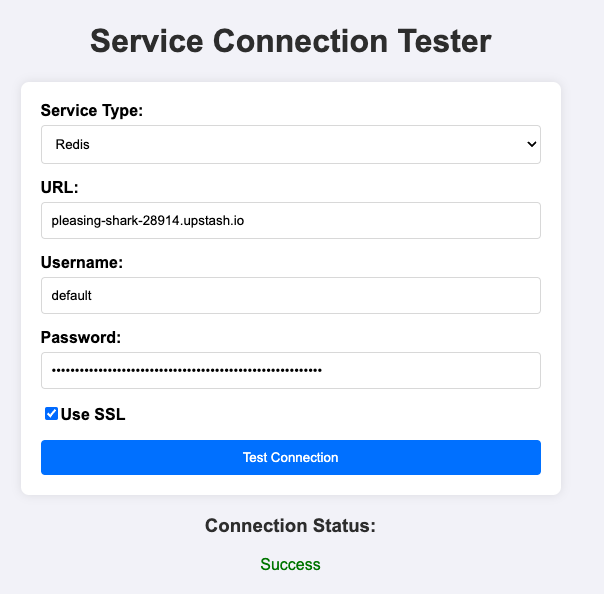 Service Connection Tester
Service Type:
Redis
URL:
pleasing-shark-28914.upstash.io
Username:
default
Password:
Use SSL
Test Connection
Connection Status:
Success